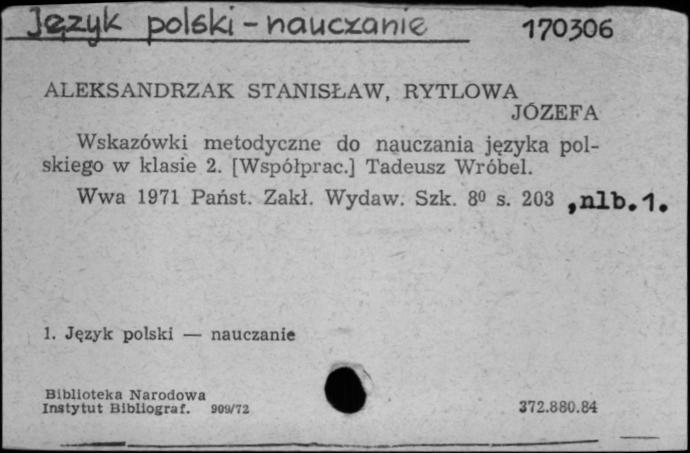 Język polski - nauczanie 170306
ALEKSANDRZAK STANISŁAW, RYTLOWA
JÓZEFA
Wskazówki metodyczne do nauczania języka pol-
skiego w klasie 2. [Współprac.] Tadeusz Wróbel.
Wwa 1971 Państ. Zakł. Wydaw. Szk. 8⁰ s. 203 ,nlb.1.
1. Język polski — nauczanie
Biblioteka Narodowa
Instytut Bibliograf. 909/72 372.880.84